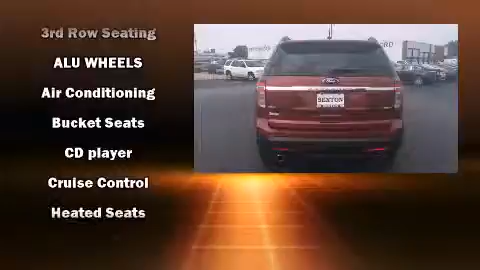 3rd Row Seating
ALU WHEELS
Air Conditioning
Bucket Seats
CD player
Cruise Control
Heated Seats
SEXTON